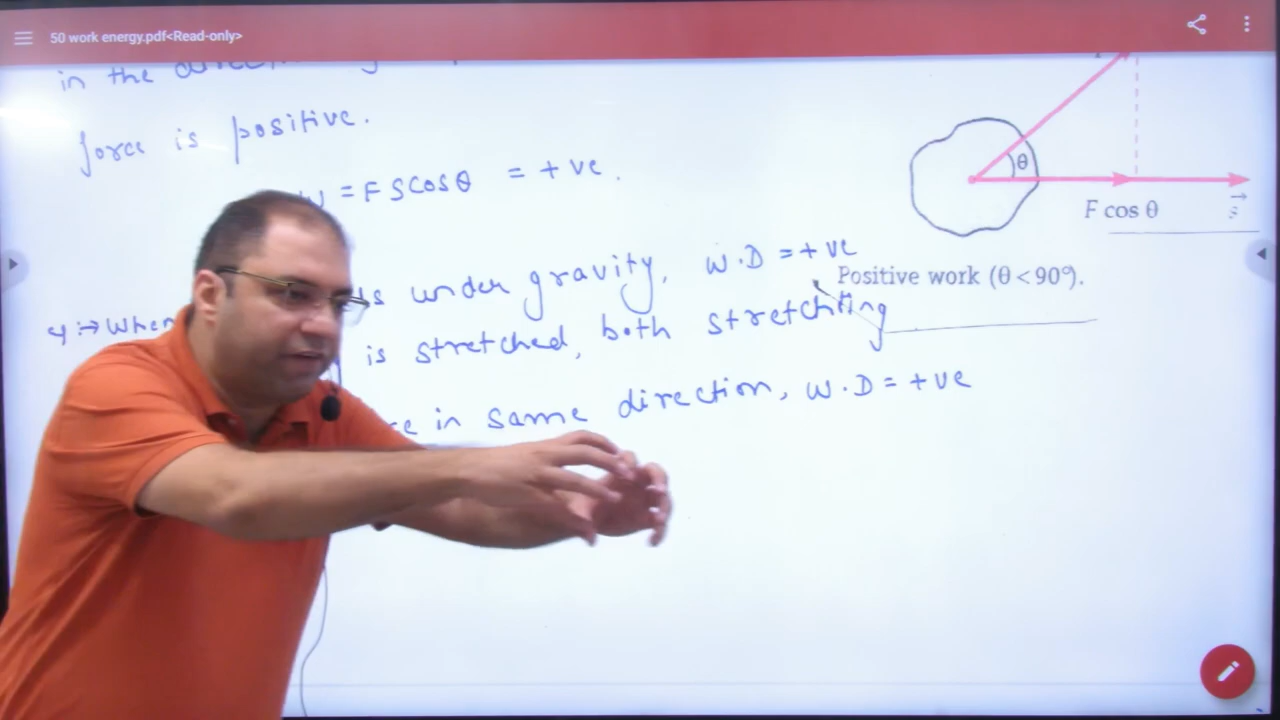 50 work energy.pdf<Read-only>
in the
force is positive.
W = F S cos θ = + ve.
θ
F cos θ
s
under gravity, W.D = + ve
Positive work (θ < 90°).
When
is stretched, both stretching
in same direction, W.D = + ve